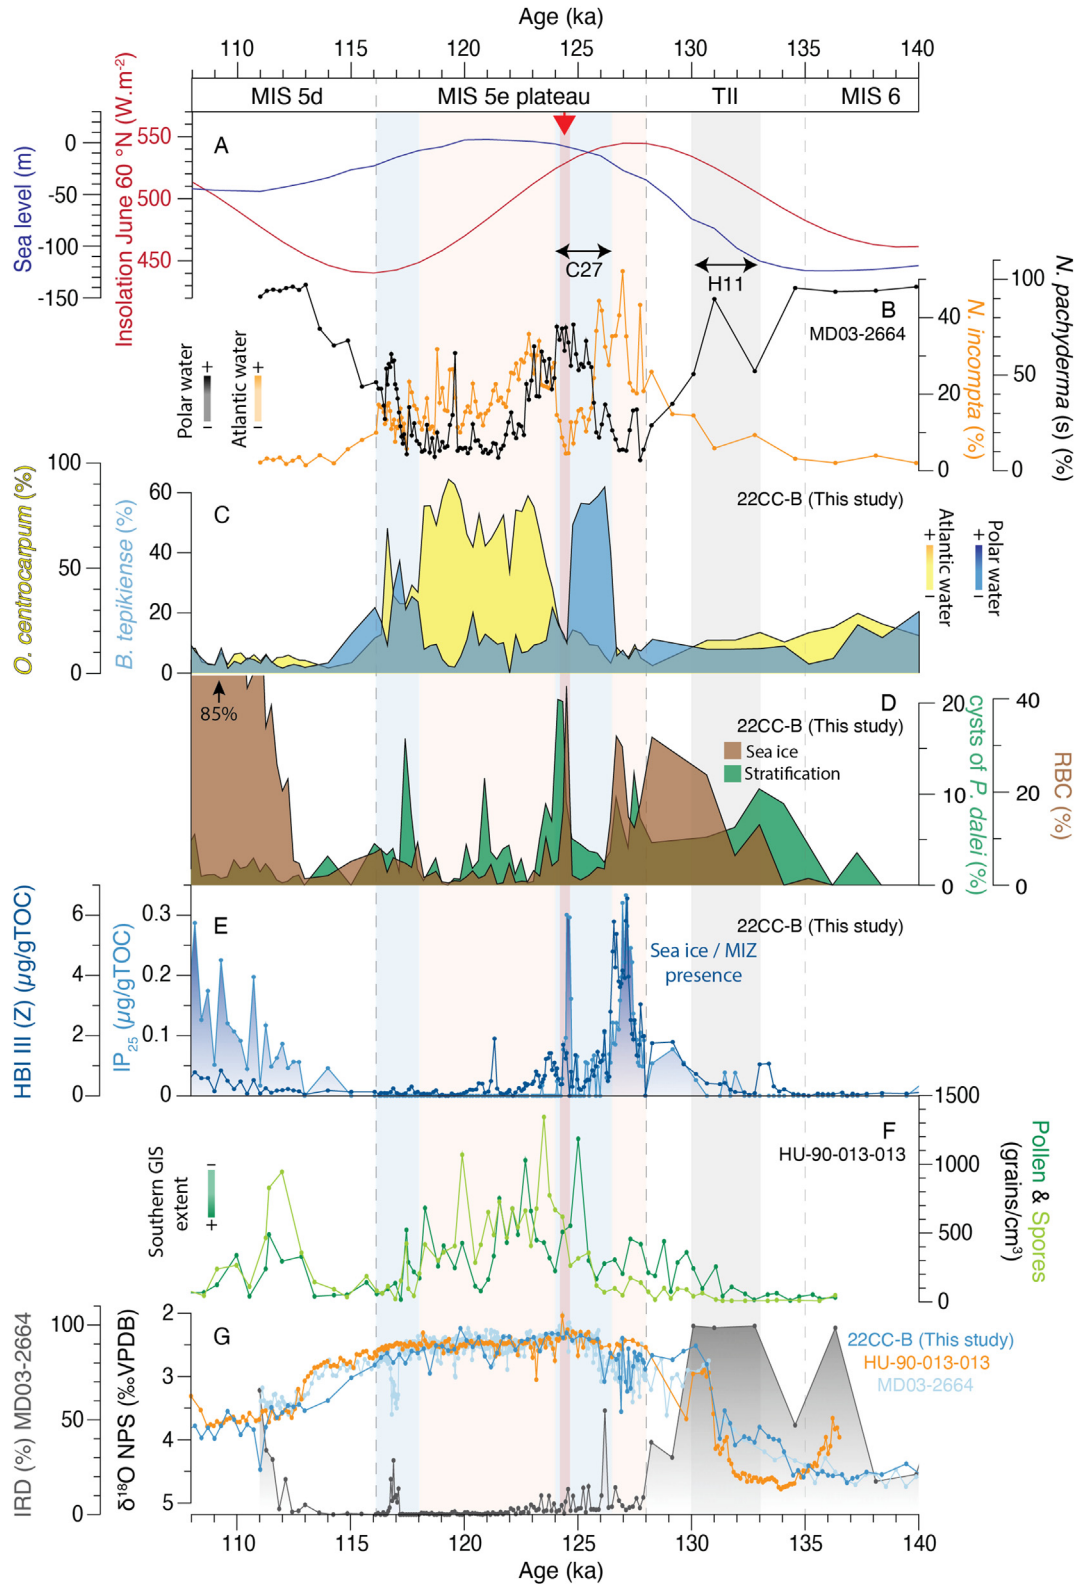 Age (ka)
110 115 120 125 130 135 140
MIS 5d MIS 5e plateau TII MIS 6
A
Sea level (m)
0
-50
-100
-150
Insolation June 60 °N (W.m-2)
550
500
450
C27
H11
B
MD03-2664
N. incompta (%)
40
20
0
N. pachyderma (s) (%)
100
50
0
Polar water
+
–
Atlantic water
+
–
C
22CC-B (This study)
O. centrocarpum (%)
100
50
0
B. tepikiense (%)
60
40
20
0
Atlantic water
+
–
Polar water
+
–
D
85%
22CC-B (This study)
Sea ice
Stratification
cysts of P. dalei (%)
20
10
0
RBC (%)
40
20
0
E
22CC-B (This study)
Sea ice / MIZ
presence
HBI III (Z) (µg/gTOC)
6
4
2
0
IP25 (µg/gTOC)
0.3
0.2
0.1
0
F
HU-90-013-013
Southern GIS
extent
–
+
1500
1000
500
0
Pollen & Spores
(grains/cm3)
G
22CC-B (This study)
HU-90-013-013
MD03-2664
IRD (%) MD03-2664
100
50
0
δ18O NPS (‰VPDB)
2
3
4
5
110 115 120 125 130 135 140
Age (ka)